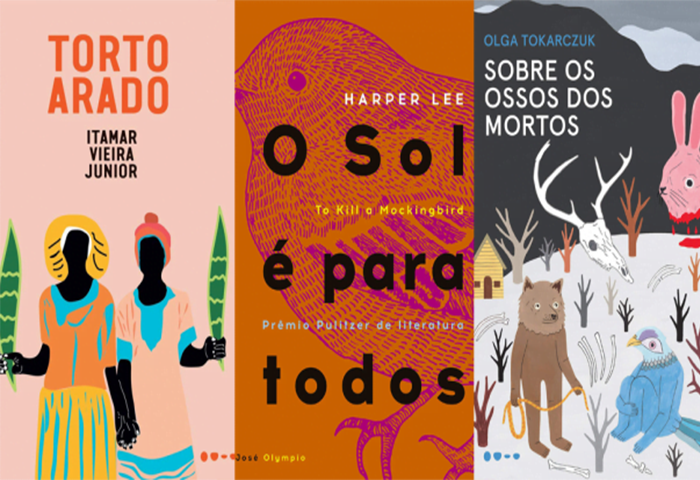 TORTO
ARADO
ITAMAR
VIEIRA
JUNIOR
HARPER LEE
O Sol
To Kill a Mockingbird
é para
Prêmio Pulitzer de literatura
todos
José Olympio
OLGA TOKARCZUK
SOBRE OS
OSSOS DOS
MORTOS